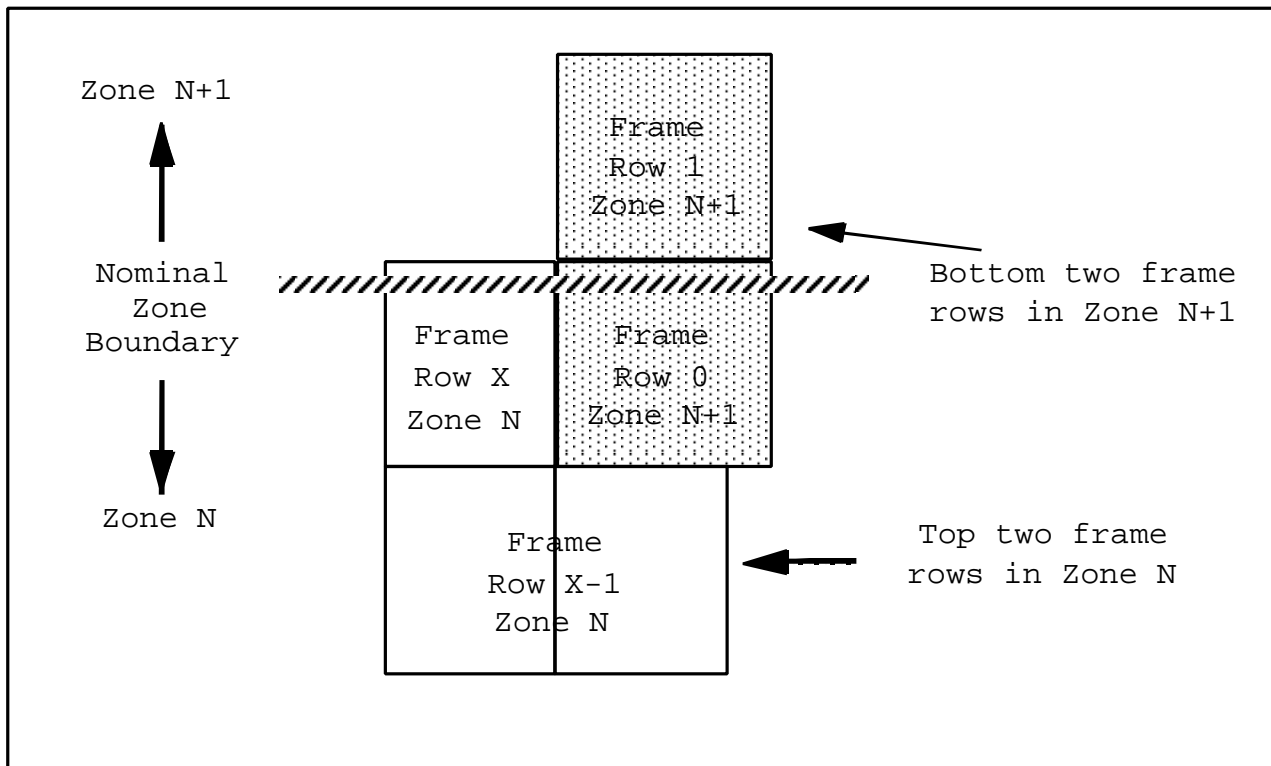 Zone N+1
Nominal
Zone
Boundary
Zone N
Frame
Row 1
Zone N+1
Frame
Row X
Zone N
Frame
Row 0
Zone N+1
Frame
Row X-1
Zone N
Bottom two frame
rows in Zone N+1
Top two frame
rows in Zone N